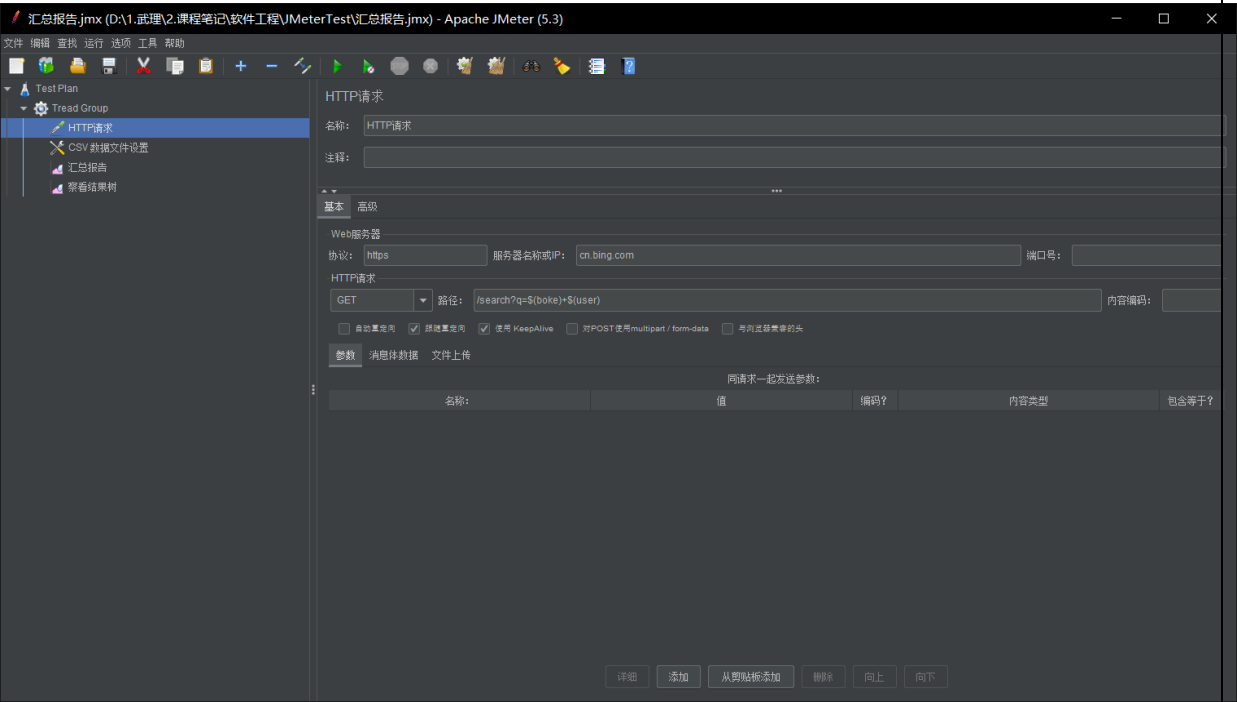 汇总报告.jmx (D:\1.武理\2.课程笔记\软件工程\JMeterTest\汇总报告.jmx) - Apache JMeter (5.3)
文件 编辑 查找 运行 选项 工具 帮助
Test Plan
Tread Group
HTTP请求
CSV 数据文件设置
汇总报告
察看结果树
HTTP请求
名称: HTTP请求
注释:
基本 高级
Web服务器
协议: https 服务器名称或IP: cn.bing.com 端口号:
HTTP请求
GET 路径: /search?q=$(boke)+$(user) 内容编码:
自动重定向 跟随重定向 使用 KeepAlive 对POST使用multipart / form-data 与浏览器兼容的头
参数 消息体数据 文件上传
同请求一起发送参数:
名称: 值 编码? 内容类型 包含等于?
详细 添加 从剪贴板添加 删除 向上 向下